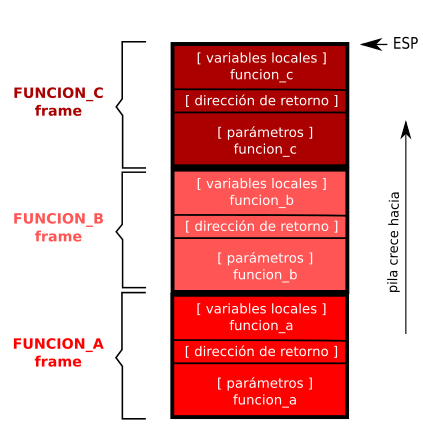 ESP
[ variables locales ]
funcion_c
FUNCION_C
frame
[ dirección de retorno ]
[ parámetros ]
funcion_c
[ variables locales ]
funcion_b
FUNCION_B
frame
[ dirección de retorno ]
[ parámetros ]
funcion_b
pila crece hacia
[ variables locales ]
funcion_a
FUNCION_A
frame
[ dirección de retorno ]
[ parámetros ]
funcion_a